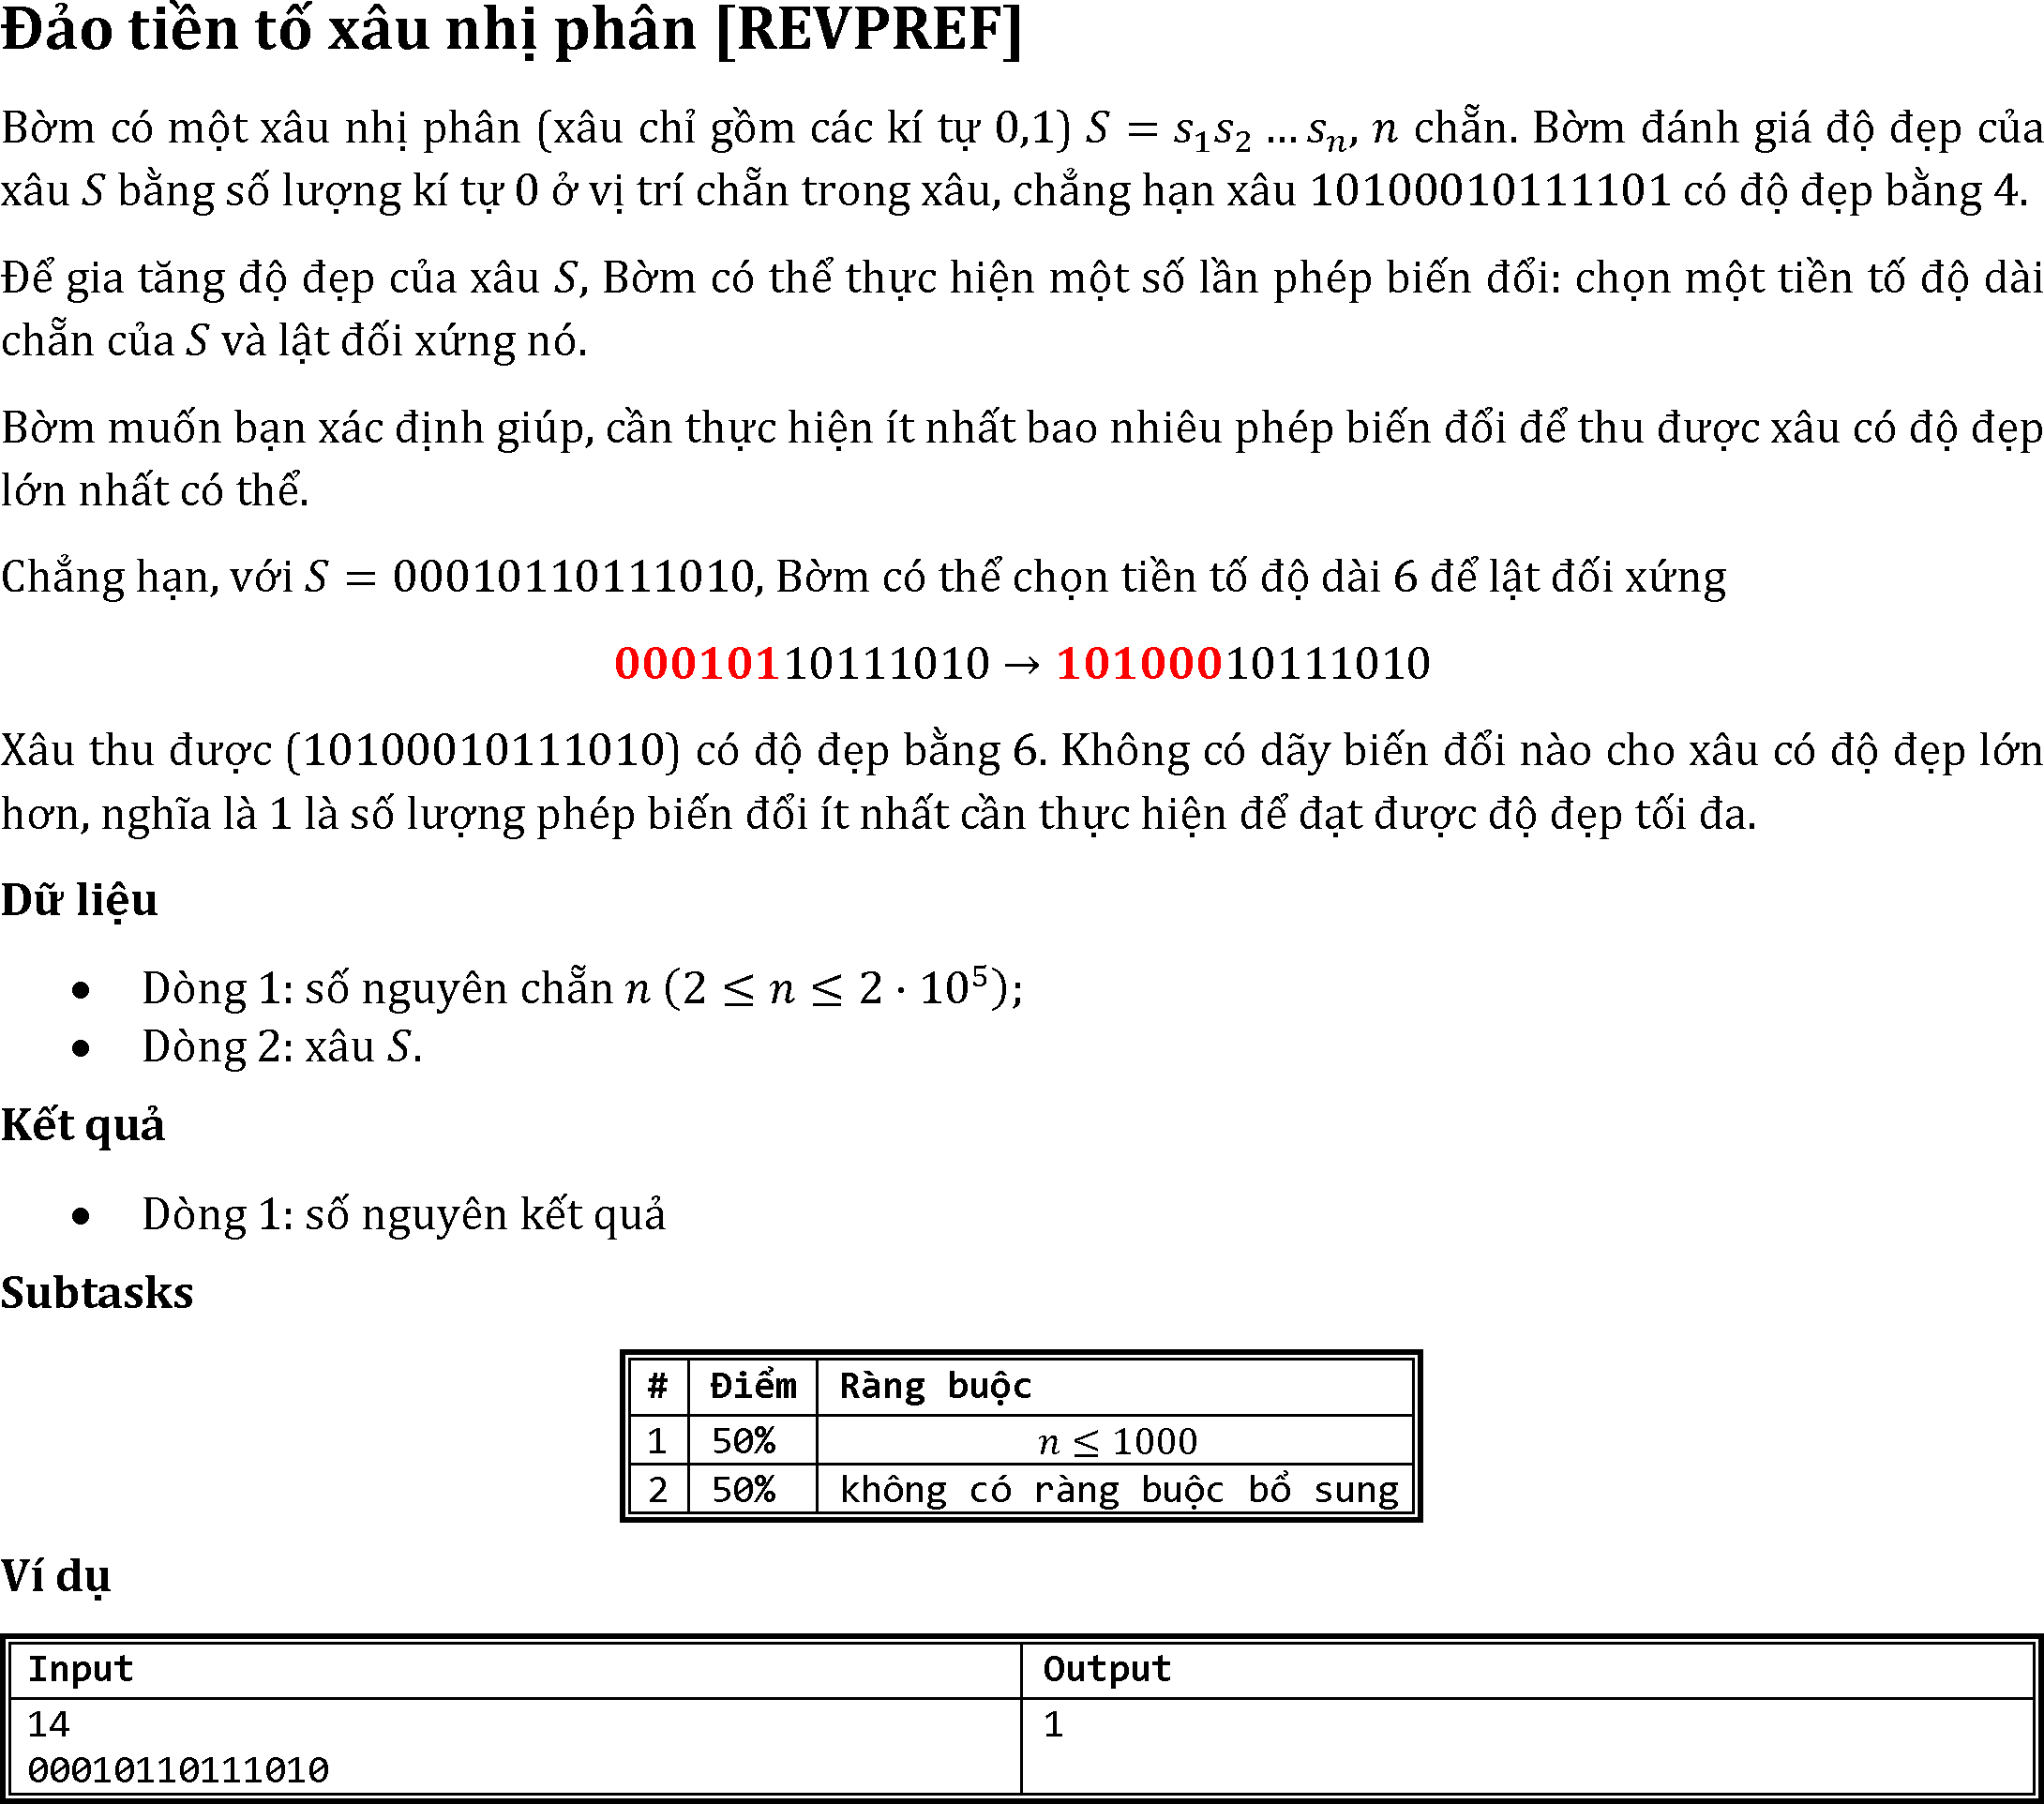 Đảo tiền tố xâu nhị phân [REVPREF]
Bờm có một xâu nhị phân (xâu chỉ gồm các kí tự 0,1) S = s₁s₂ … sₙ, n chẵn. Bờm đánh giá độ đẹp của
xâu S bằng số lượng kí tự 0 ở vị trí chẵn trong xâu, chẳng hạn xâu 10100010111101 có độ đẹp bằng 4.
Để gia tăng độ đẹp của xâu S, Bờm có thể thực hiện một số lần phép biến đổi: chọn một tiền tố độ dài
chẵn của S và lật đối xứng nó.
Bờm muốn bạn xác định giúp, cần thực hiện ít nhất bao nhiêu phép biến đổi để thu được xâu có độ đẹp
lớn nhất có thể.
Chẳng hạn, với S = 00010110111010, Bờm có thể chọn tiền tố độ dài 6 để lật đối xứng
00010110111010 → 10100010111010
Xâu thu được (10100010111010) có độ đẹp bằng 6. Không có dãy biến đổi nào cho xâu có độ đẹp lớn
hơn, nghĩa là 1 là số lượng phép biến đổi ít nhất cần thực hiện để đạt được độ đẹp tối đa.
Dữ liệu
• Dòng 1: số nguyên chẵn n (2 ≤ n ≤ 2 · 10⁵);
• Dòng 2: xâu S.
Kết quả
• Dòng 1: số nguyên kết quả
Subtasks
# Điểm Ràng buộc
1 50% n ≤ 1000
2 50% không có ràng buộc bổ sung
Ví dụ
Input Output
14 1
00010110111010